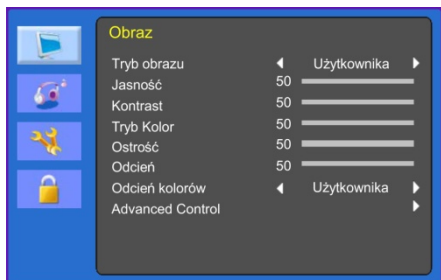 Obraz
Tryb obrazu Użytkownika
Jasność 50
Kontrast 50
Tryb Kolor 50
Ostrość 50
Odcień 50
Odcień kolorów Użytkownika
Advanced Control